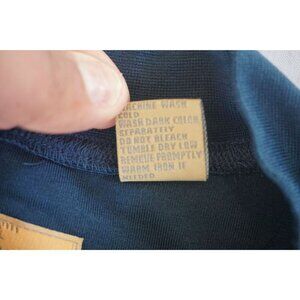 MACHINE WASH
COLD
WASH DARK COLOR
SEPARATELY
DO NOT BLEACH
TUMBLE DRY LOW
REMOVE PROMPTLY
WARM IRON IF
NEEDED